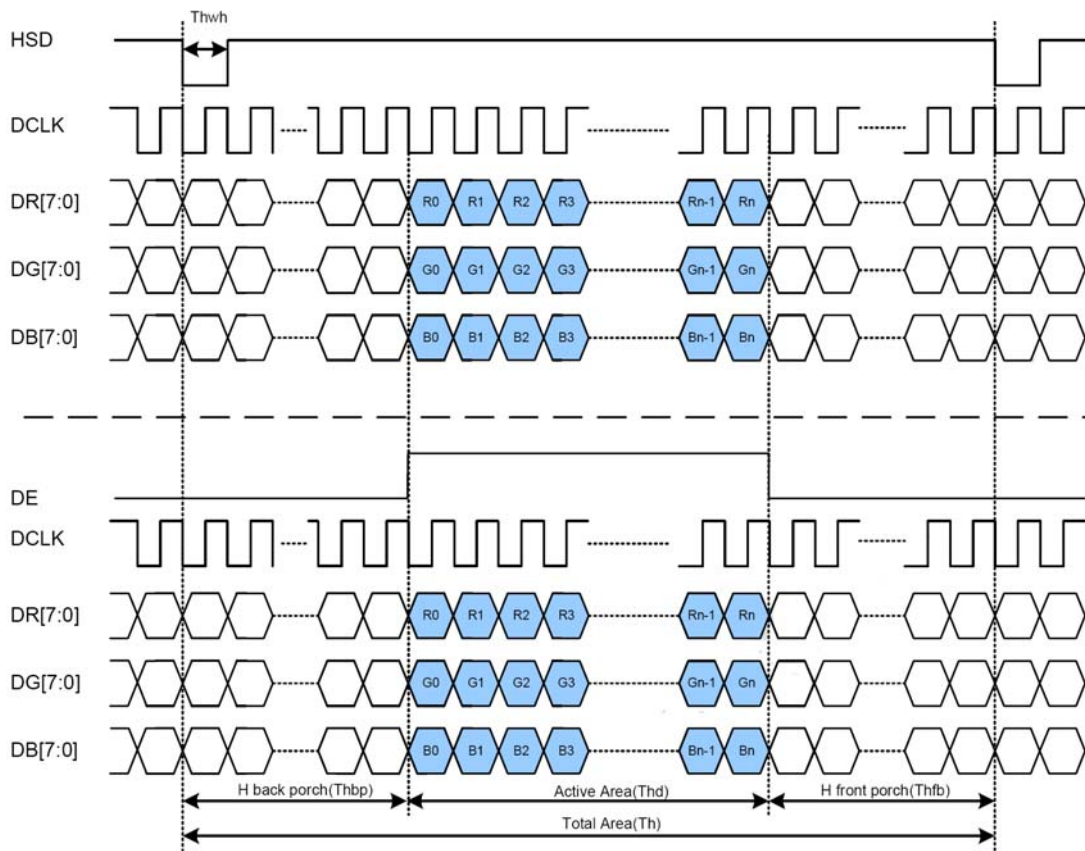 Thwh
HSD
DCLK
DR[7:0] R0 R1 R2 R3 Rn-1 Rn
DG[7:0] G0 G1 G2 G3 Gn-1 Gn
DB[7:0] B0 B1 B2 B3 Bn-1 Bn
DE
DCLK
DR[7:0] R0 R1 R2 R3 Rn-1 Rn
DG[7:0] G0 G1 G2 G3 Gn-1 Gn
DB[7:0] B0 B1 B2 B3 Bn-1 Bn
H back porch(Thbp) Active Area(Thd) H front porch(Thfb)
Total Area(Th)